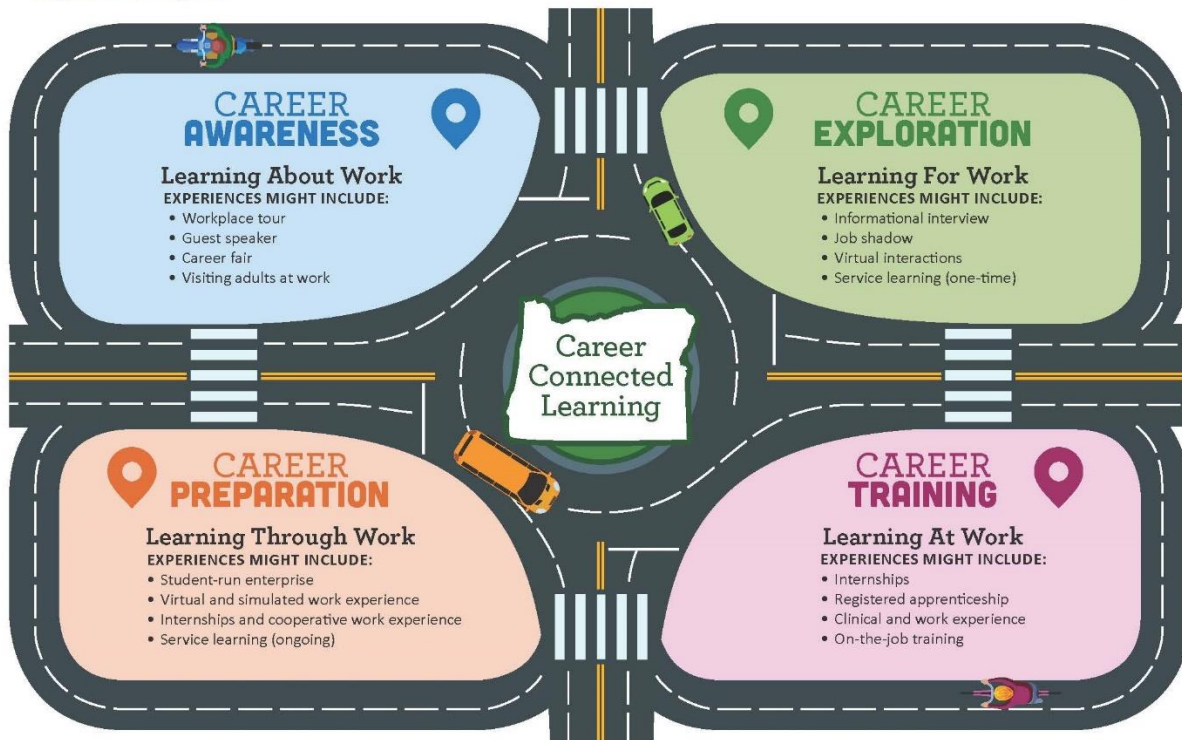 CAREER
AWARENESS
Learning About Work
EXPERIENCES MIGHT INCLUDE:
• Workplace tour
• Guest speaker
• Career fair
• Visiting adults at work
CAREER
EXPLORATION
Learning For Work
EXPERIENCES MIGHT INCLUDE:
• Informational interview
• Job shadow
• Virtual interactions
• Service learning (one-time)
Career
Connected
Learning
CAREER
PREPARATION
Learning Through Work
EXPERIENCES MIGHT INCLUDE:
• Student-run enterprise
• Virtual and simulated work experience
• Internships and cooperative work experience
• Service learning (ongoing)
CAREER
TRAINING
Learning At Work
EXPERIENCES MIGHT INCLUDE:
• Internships
• Registered apprenticeship
• Clinical and work experience
• On-the-job training